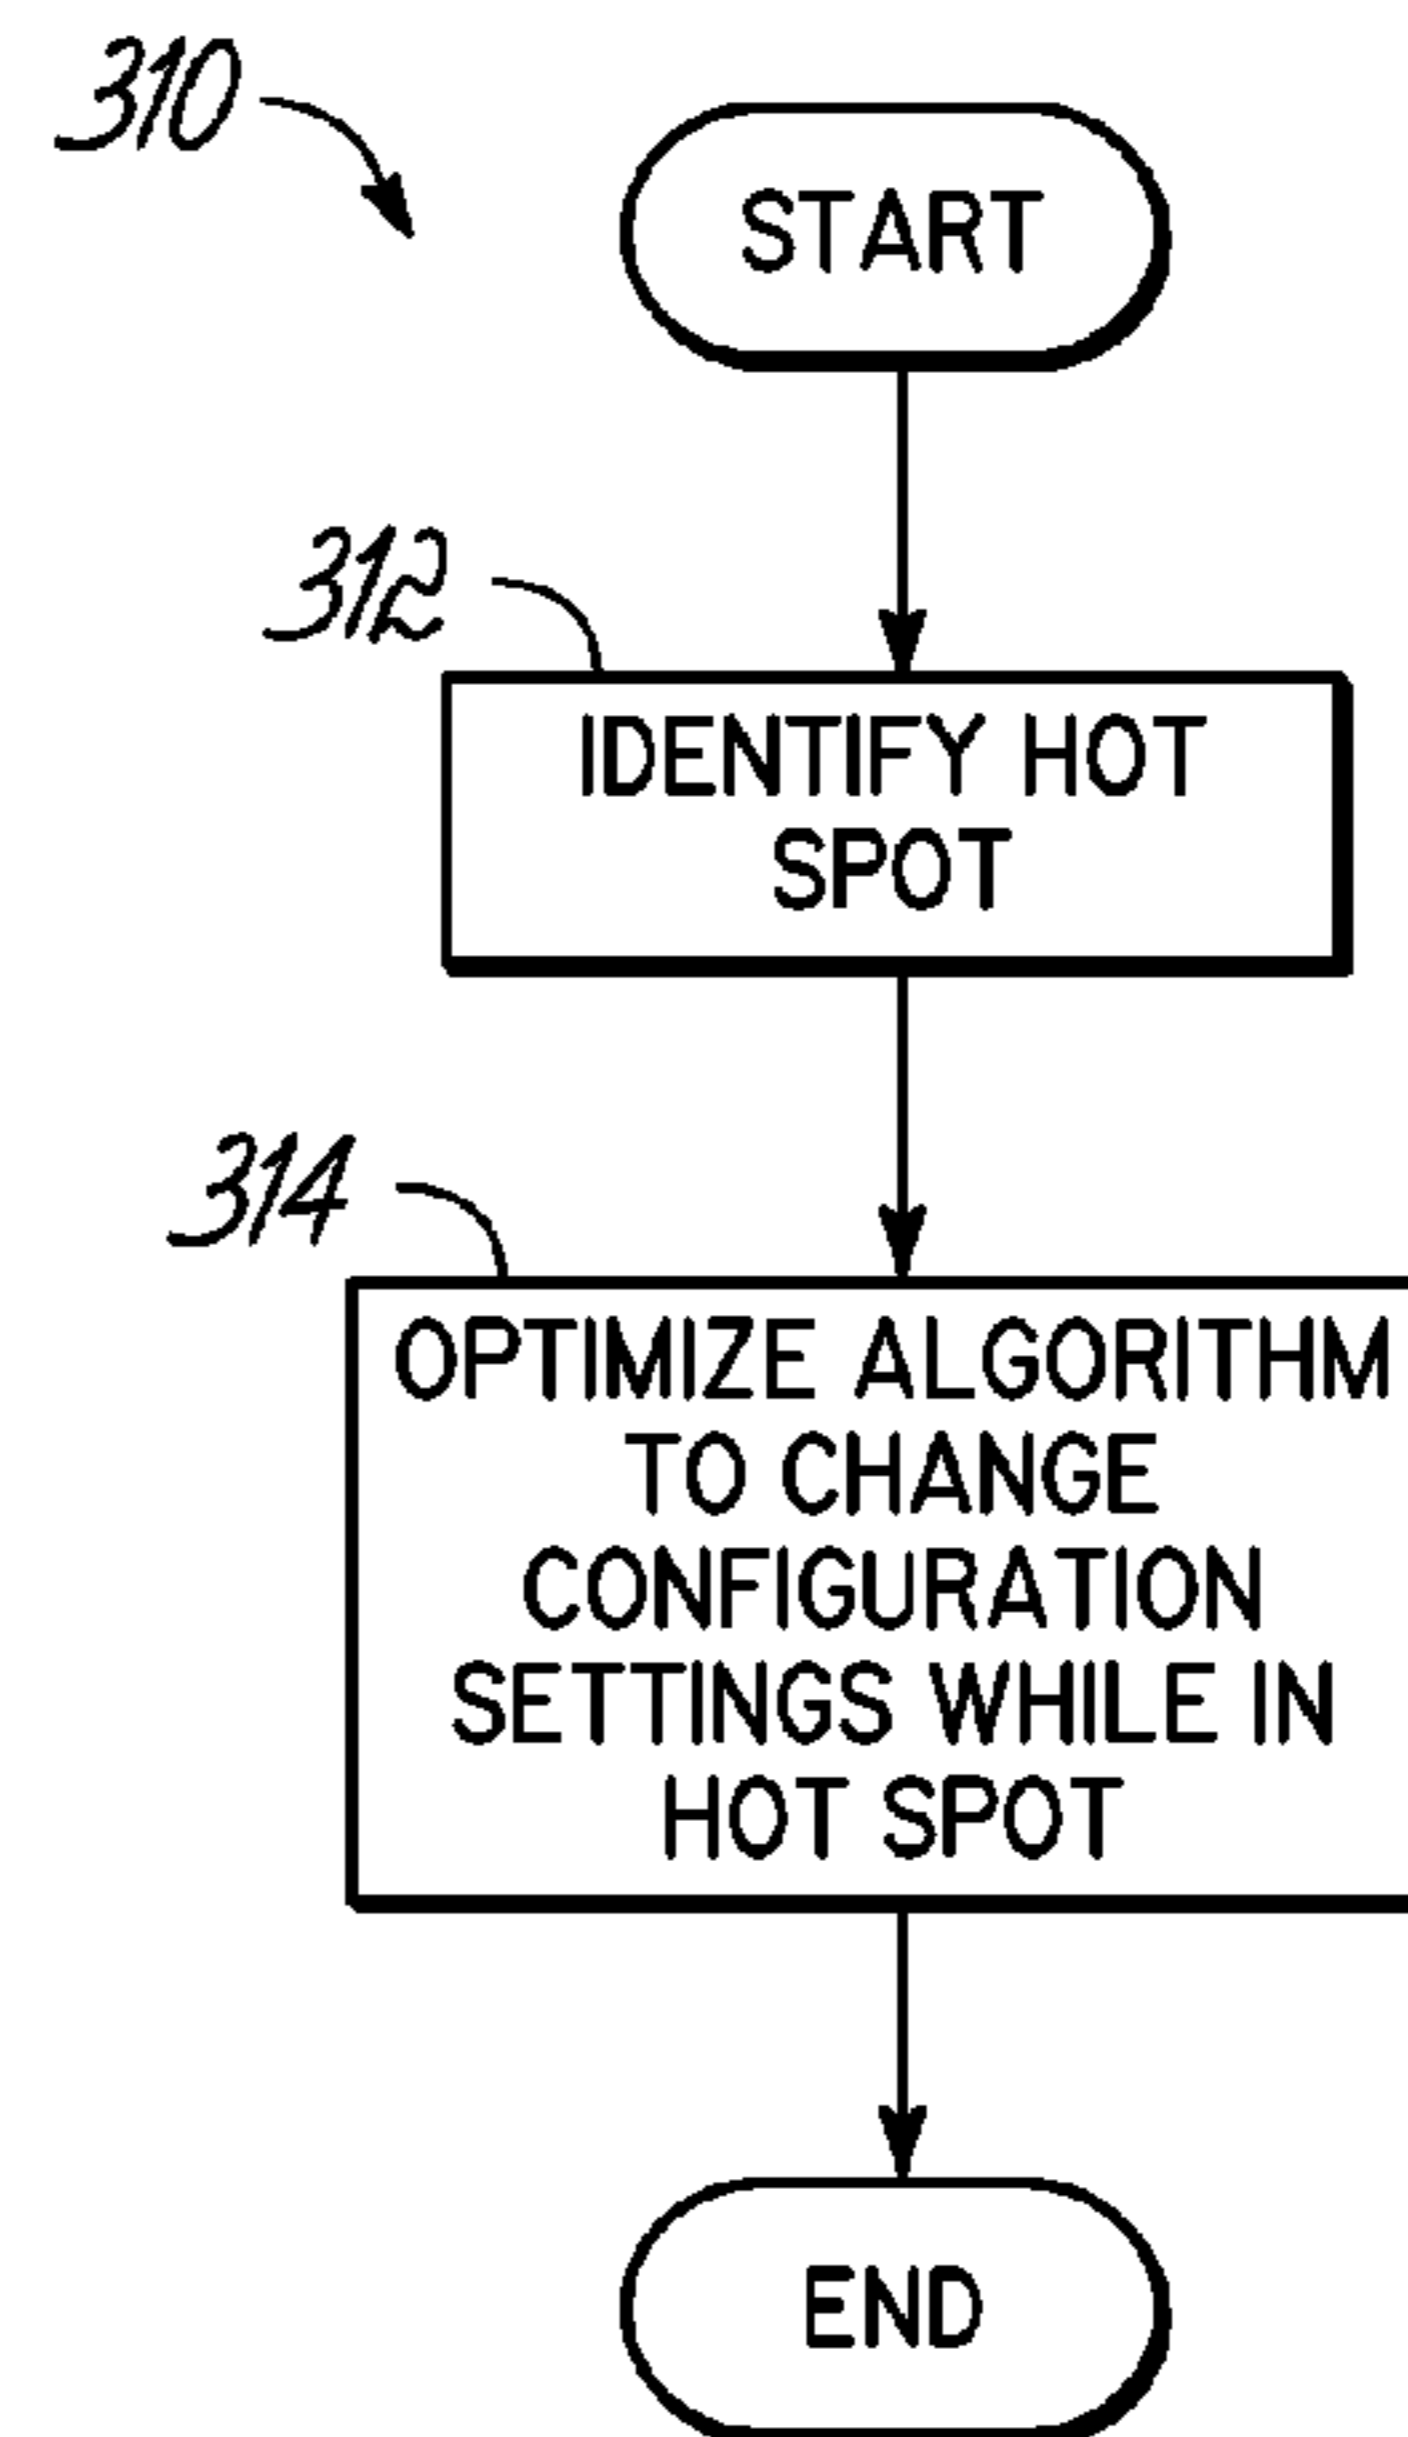 310
START
312
IDENTIFY HOT
SPOT
314
OPTIMIZE ALGORITHM
TO CHANGE
CONFIGURATION
SETTINGS WHILE IN
HOT SPOT
END